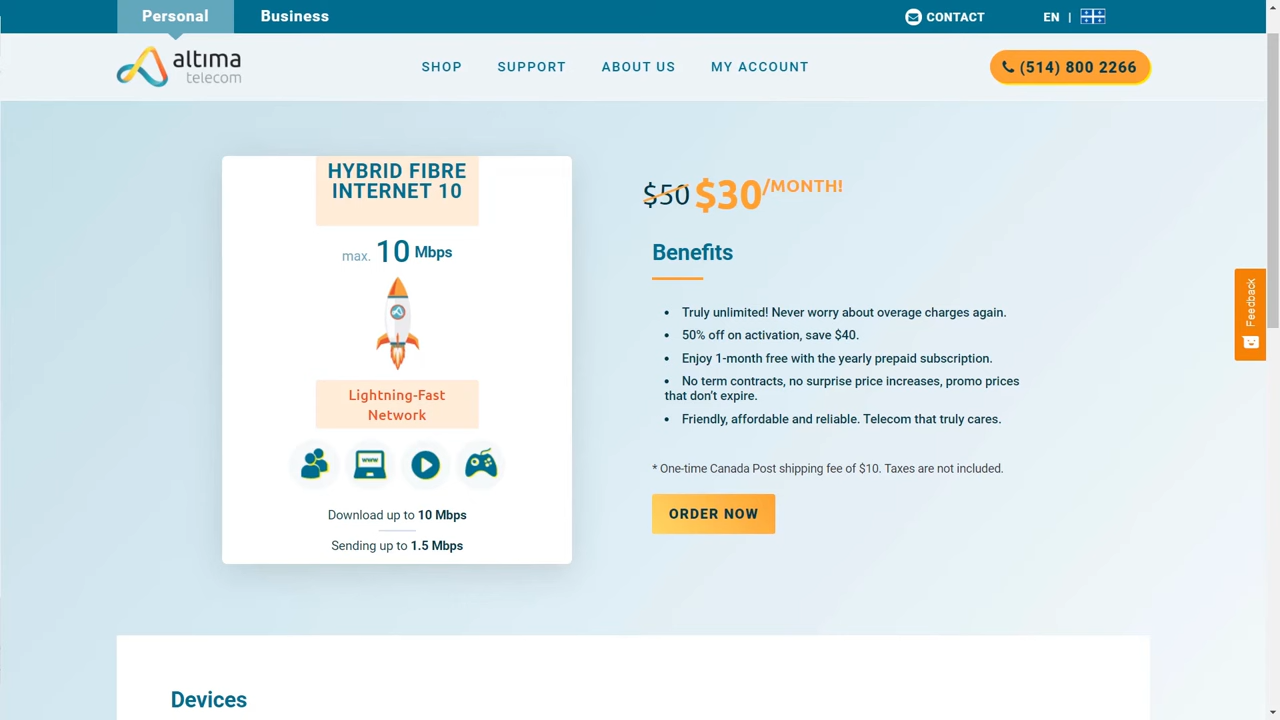 Personal
Business
CONTACT
EN |
altima
telecom
SHOP
SUPPORT
ABOUT US
MY ACCOUNT
(514) 800 2266
HYBRID FIBRE
INTERNET 10
max. 10 Mbps
Lightning-Fast
Network
www
Download up to 10 Mbps
Sending up to 1.5 Mbps
$50 $30/MONTH!
Benefits
• Truly unlimited! Never worry about overage charges again.
• 50% off on activation, save $40.
• Enjoy 1-month free with the yearly prepaid subscription.
• No term contracts, no surprise price increases, promo prices
that don’t expire.
• Friendly, affordable and reliable. Telecom that truly cares.
* One-time Canada Post shipping fee of $10. Taxes are not included.
ORDER NOW
Feedback
Devices